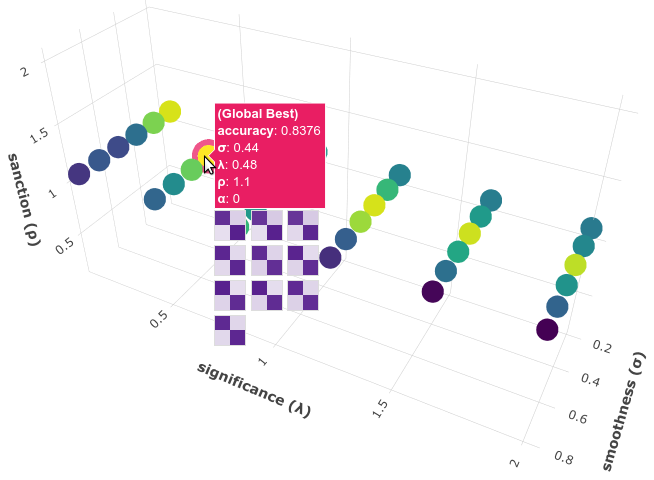 (Global Best)
accuracy: 0.8376
σ: 0.44
λ: 0.48
ρ: 1.1
α: 0
2
1.5
1
0.5
sanction (ρ)
0.5
1
1.5
2
significance (λ)
0.2
0.4
0.6
0.8
smoothness (σ)